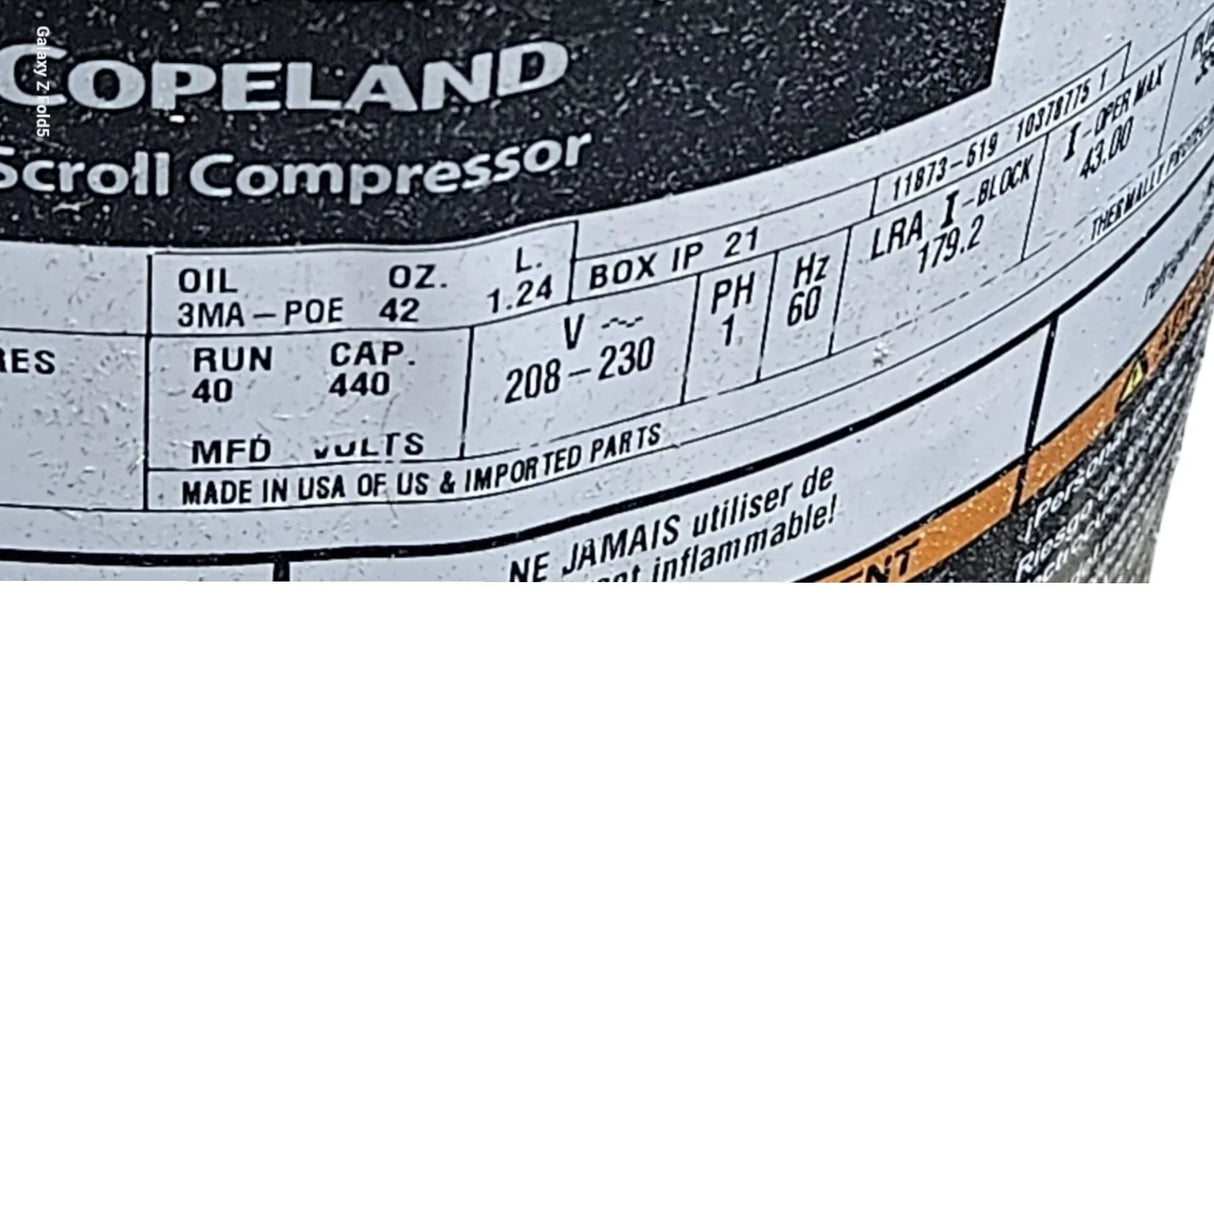 Galaxy Z Fold5
COPELAND
Scroll Compressor
11873-619 10378775 1
OIL OZ. L.
3MA-POE 42 1.24
BOX IP 21
RUN CAP.
40 440
MFD VOLTS
V ~
208-230
PH
1
Hz
60
LRA I-BLOCK
179.2
I-OPER MAX
43.00
THERMALLY
MADE IN USA OF US & IMPORTED PARTS
NE JAMAIS utiliser de
inflammable!